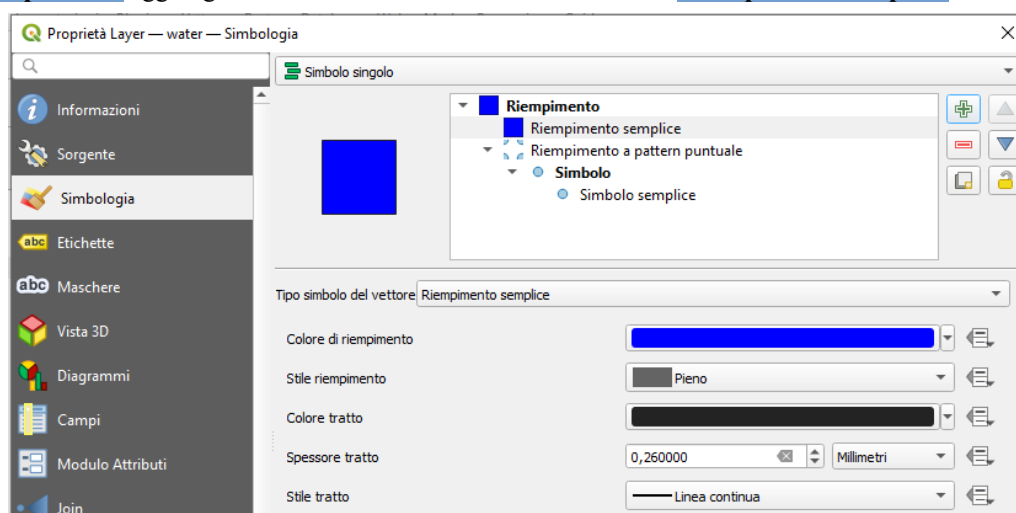 Proprietà Layer — water — Simbologia
Simbolo singolo
Informazioni
Sorgente
Simbologia
abc Etichette
abc Maschere
Vista 3D
Diagrammi
Campi
Modulo Attributi
Join
Riempimento
Riempimento semplice
Riempimento a pattern puntuale
Simbolo
Simbolo semplice
Tipo simbolo del vettore Riempimento semplice
Colore di riempimento
Stile riempimento Pieno
Colore tratto
Spessore tratto 0,260000 Millimetri
Stile tratto Linea continua